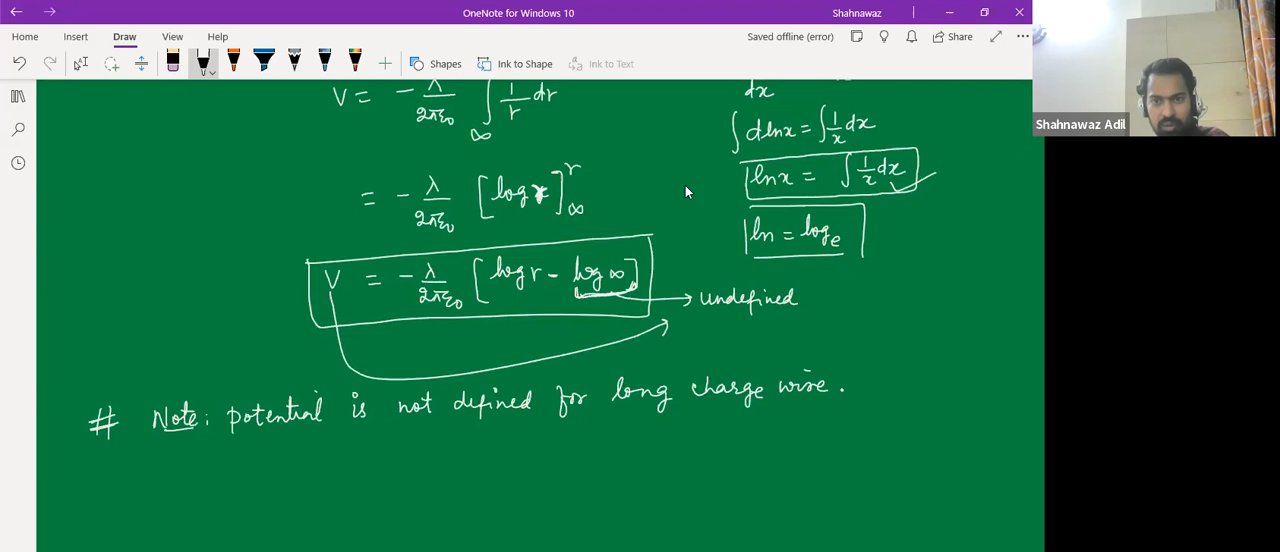 OneNote for Windows 10
Shahnawaz
Home Insert Draw View Help
Saved offline (error)
Share
Shapes
Ink to Shape
Ink to Text
Shahnawaz Adil
V = - λ/2πε₀ ∫∞ 1/r dr
= - λ/2πε₀ [log r]∞^r
V = - λ/2πε₀ [log r - log ∞]
→ undefined
dx
∫ d lnx = ∫ 1/x dx
lnx = ∫ 1/x dx
ln = logₑ
# Note: potential is not defined for long charge wire.